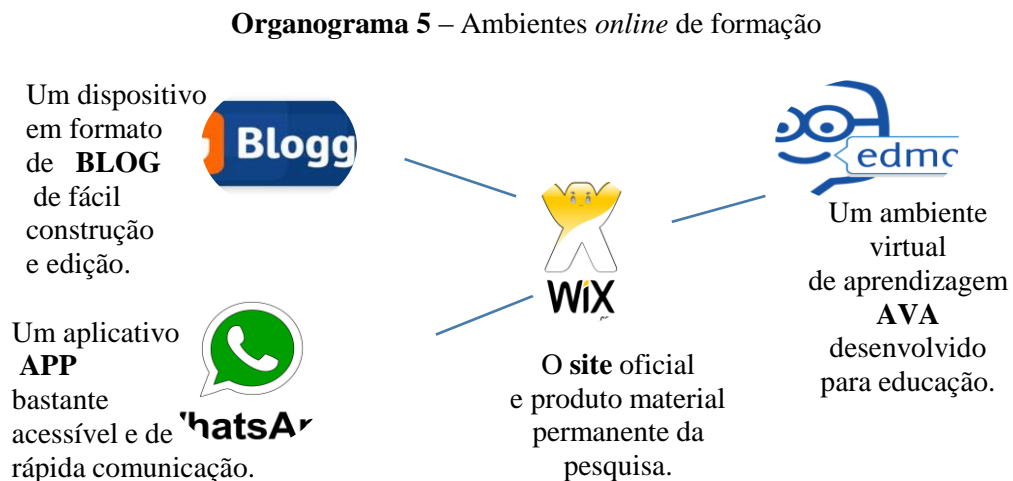 Organograma 5 – Ambientes online de formação
Um dispositivo
em formato
de BLOG
de fácil
construção
e edição.
Blogg
edmo
Um ambiente
virtual
de aprendizagem
AVA
desenvolvido
para educação.
WiX
O site oficial
e produto material
permanente da
pesquisa.
Um aplicativo
APP
bastante
acessível e de
rápida comunicação.
hatsAp